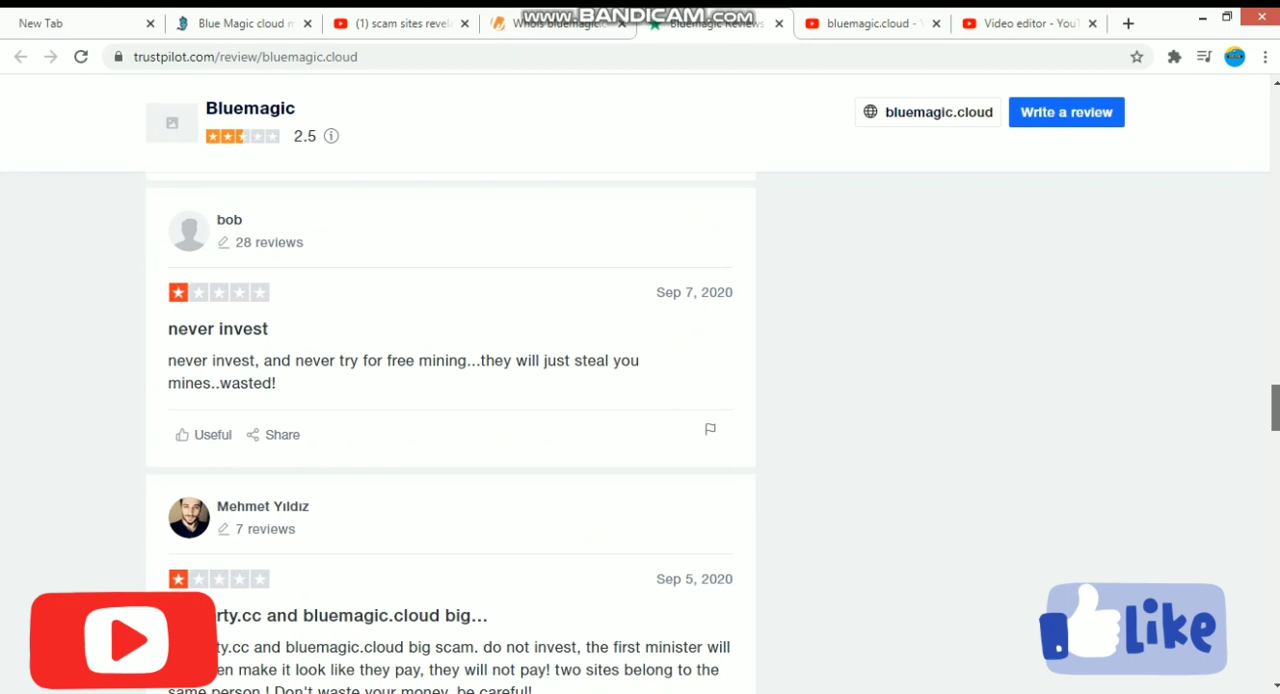 www.BANDICAM.com
New Tab
Blue Magic cloud m
(1) scam sites revel
Whois bluemagic
Bluemagic Reviews
bluemagic.cloud -
Video editor - YouT
trustpilot.com/review/bluemagic.cloud
Bluemagic
2.5
bluemagic.cloud
Write a review
bob
28 reviews
Sep 7, 2020
never invest
never invest, and never try for free mining...they will just steal you
mines..wasted!
Useful
Share
Mehmet Yıldız
7 reviews
Sep 5, 2020
rty.cc and bluemagic.cloud big...
ty.cc and bluemagic.cloud big scam. do not invest, the first minister will
en make it look like they pay, they will not pay! two sites belong to the
same person ! Don't waste your money, be careful!
Like